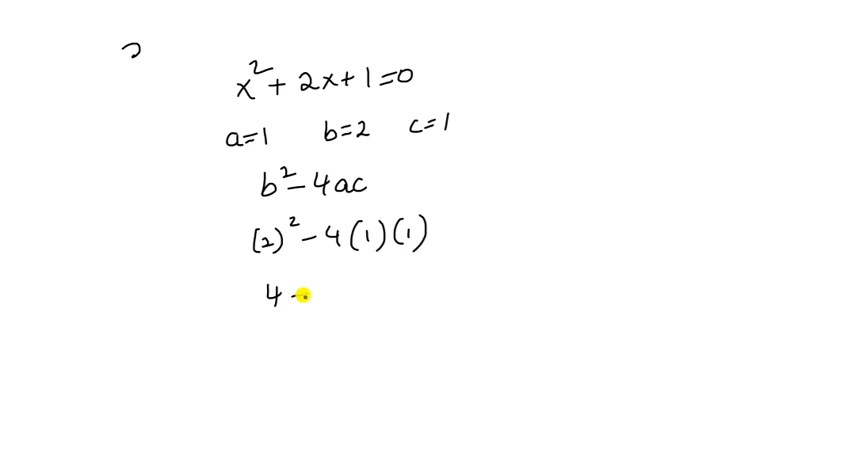 x² + 2x + 1 = 0
a = 1 b = 2 c = 1
b² - 4ac
(2)² - 4(1)(1)
4 -